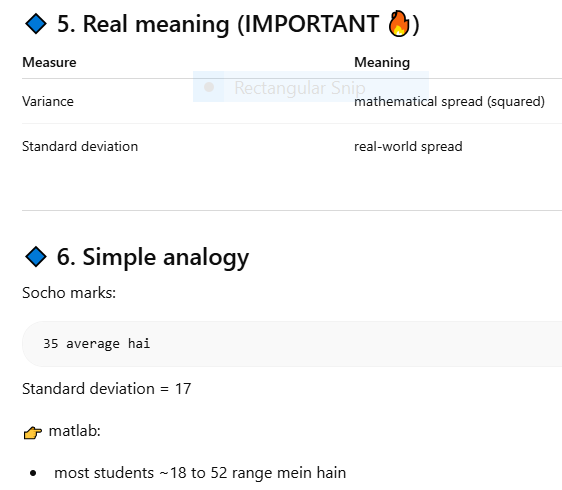 🔷 5. Real meaning (IMPORTANT 🔥)
Measure Meaning
Rectangular Snip
Variance mathematical spread (squared)
Standard deviation real-world spread
🔷 6. Simple analogy
Socho marks:
35 average hai
Standard deviation = 17
👉 matlab:
• most students ~18 to 52 range mein hain